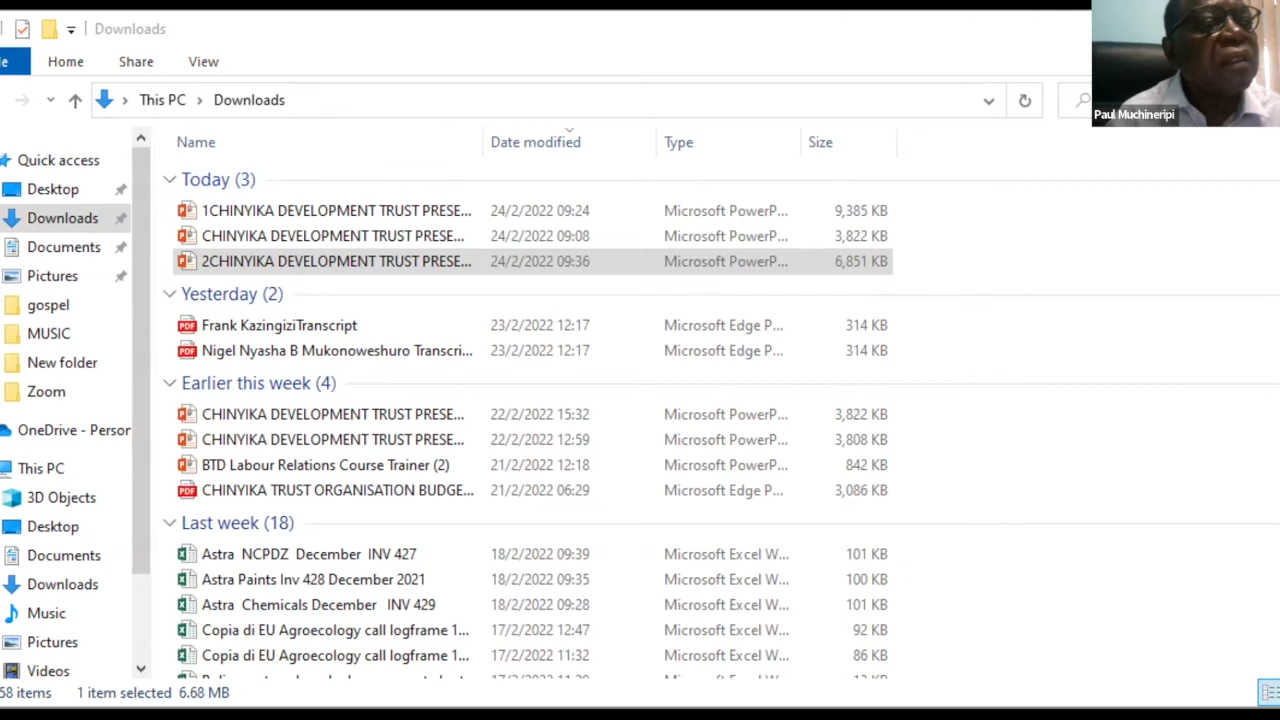 Downloads
Home Share View
This PC Downloads
Paul Muchineripi
Name Date modified Type Size
Quick access
Desktop
Downloads
Documents
Pictures
gospel
MUSIC
New folder
Zoom
OneDrive - Person
This PC
3D Objects
Desktop
Documents
Downloads
Music
Pictures
Videos
Today (3)
1CHINYIKA DEVELOPMENT TRUST PRESE... 24/2/2022 09:24 Microsoft PowerP... 9,385 KB
CHINYIKA DEVELOPMENT TRUST PRESE... 24/2/2022 09:08 Microsoft PowerP... 3,822 KB
2CHINYIKA DEVELOPMENT TRUST PRESE... 24/2/2022 09:36 Microsoft PowerP... 6,851 KB
Yesterday (2)
PDF Frank KazingiziTranscript 23/2/2022 12:17 Microsoft Edge P... 314 KB
PDF Nigel Nyasha B Mukonoweshuro Transcri... 23/2/2022 12:17 Microsoft Edge P... 314 KB
Earlier this week (4)
CHINYIKA DEVELOPMENT TRUST PRESE... 22/2/2022 15:32 Microsoft PowerP... 3,822 KB
CHINYIKA DEVELOPMENT TRUST PRESE... 22/2/2022 12:59 Microsoft PowerP... 3,808 KB
BTD Labour Relations Course Trainer (2) 21/2/2022 12:18 Microsoft PowerP... 842 KB
PDF CHINYIKA TRUST ORGANISATION BUDGE... 21/2/2022 06:29 Microsoft Edge P... 3,086 KB
Last week (18)
Astra NCPDZ December INV 427 18/2/2022 09:39 Microsoft Excel W... 101 KB
Astra Paints Inv 428 December 2021 18/2/2022 09:35 Microsoft Excel W... 100 KB
Astra Chemicals December INV 429 18/2/2022 09:28 Microsoft Excel W... 101 KB
Copia di EU Agroecology call logframe 1... 17/2/2022 12:47 Microsoft Excel W... 92 KB
Copia di EU Agroecology call logframe 1... 17/2/2022 11:32 Microsoft Excel W... 86 KB
58 items 1 item selected 6.68 MB